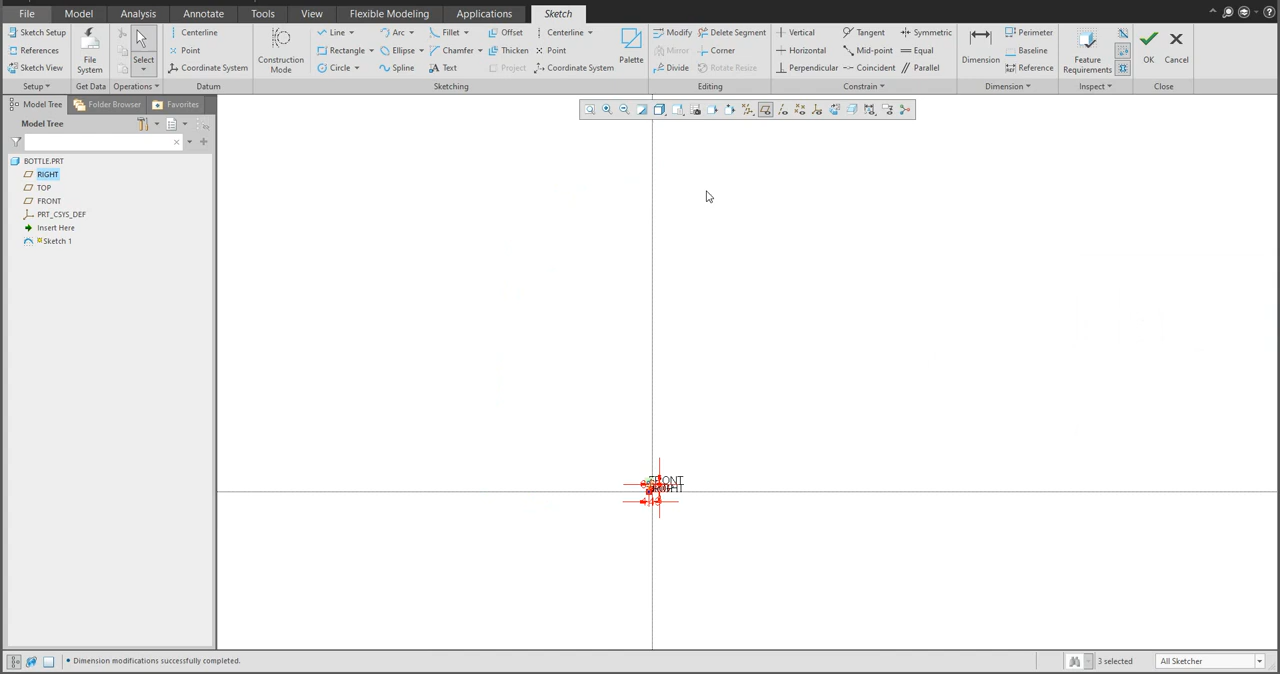 File Model Analysis Annotate Tools View Flexible Modeling Applications Sketch
Sketch Setup Centerline Line Arc Fillet Offset Centerline Modify Delete Segment Vertical Tangent Symmetric Perimeter
References Point Rectangle Ellipse Chamfer Thicken Point Mirror Corner Horizontal Mid-point Equal Baseline
File System Select Construction Mode Palette Dimension Feature Requirements OK Cancel
Sketch View Coordinate System Circle Spline Text Project Coordinate System Divide Rotate Resize Perpendicular Coincident Parallel Reference
Setup Get Data Operations Datum Sketching Editing Constrain Dimension Inspect Close
Model Tree Folder Browser Favorites
Model Tree
BOTTLE.PRT
RIGHT
TOP
FRONT
PRT_CSYS_DEF
Insert Here
Sketch 1
FRONT
RIGHT
• Dimension modifications successfully completed.
3 selected All Sketcher